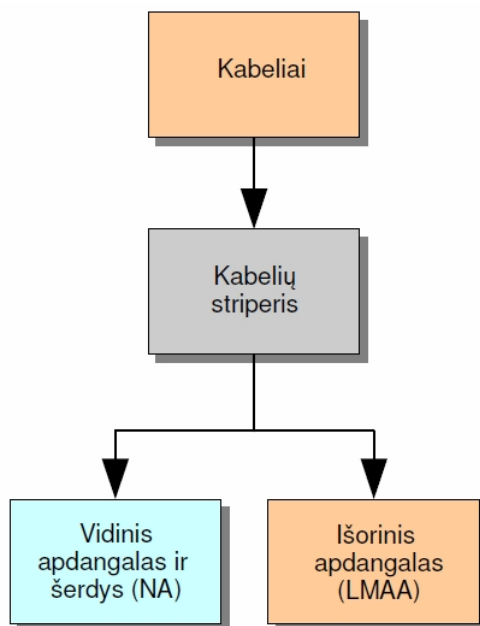 Kabeliai
Kabelių
striperis
Vidinis
apdangalas ir
šerdys (NA)
Išorinis
apdangalas
(LMAA)